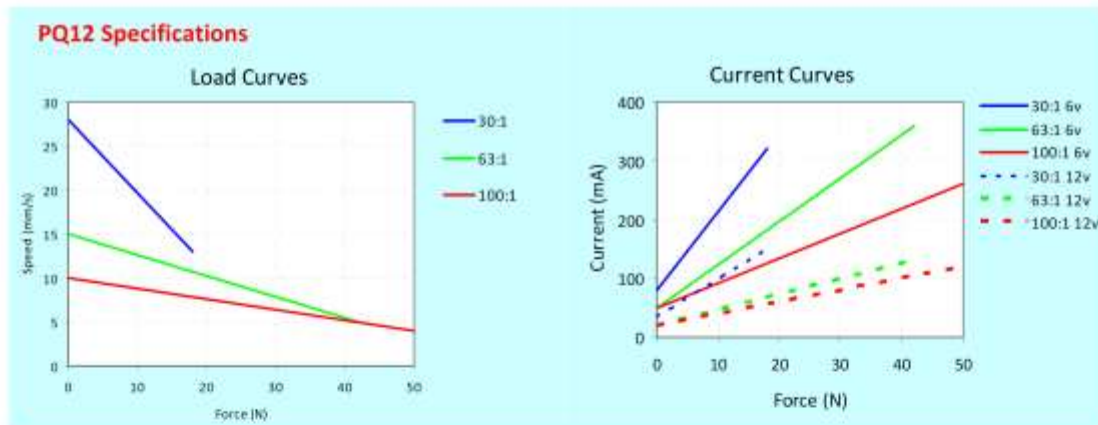 PQ12 Specifications
Load Curves
30
25
20
15
10
5
0
0 10 20 30 40 50
Speed (mm/s)
Force (N)
30:1
63:1
100:1
Current Curves
400
300
200
100
0
0 10 20 30 40 50
Current (mA)
Force (N)
30:1 6v
63:1 6v
100:1 6v
30:1 12v
63:1 12v
100:1 12v